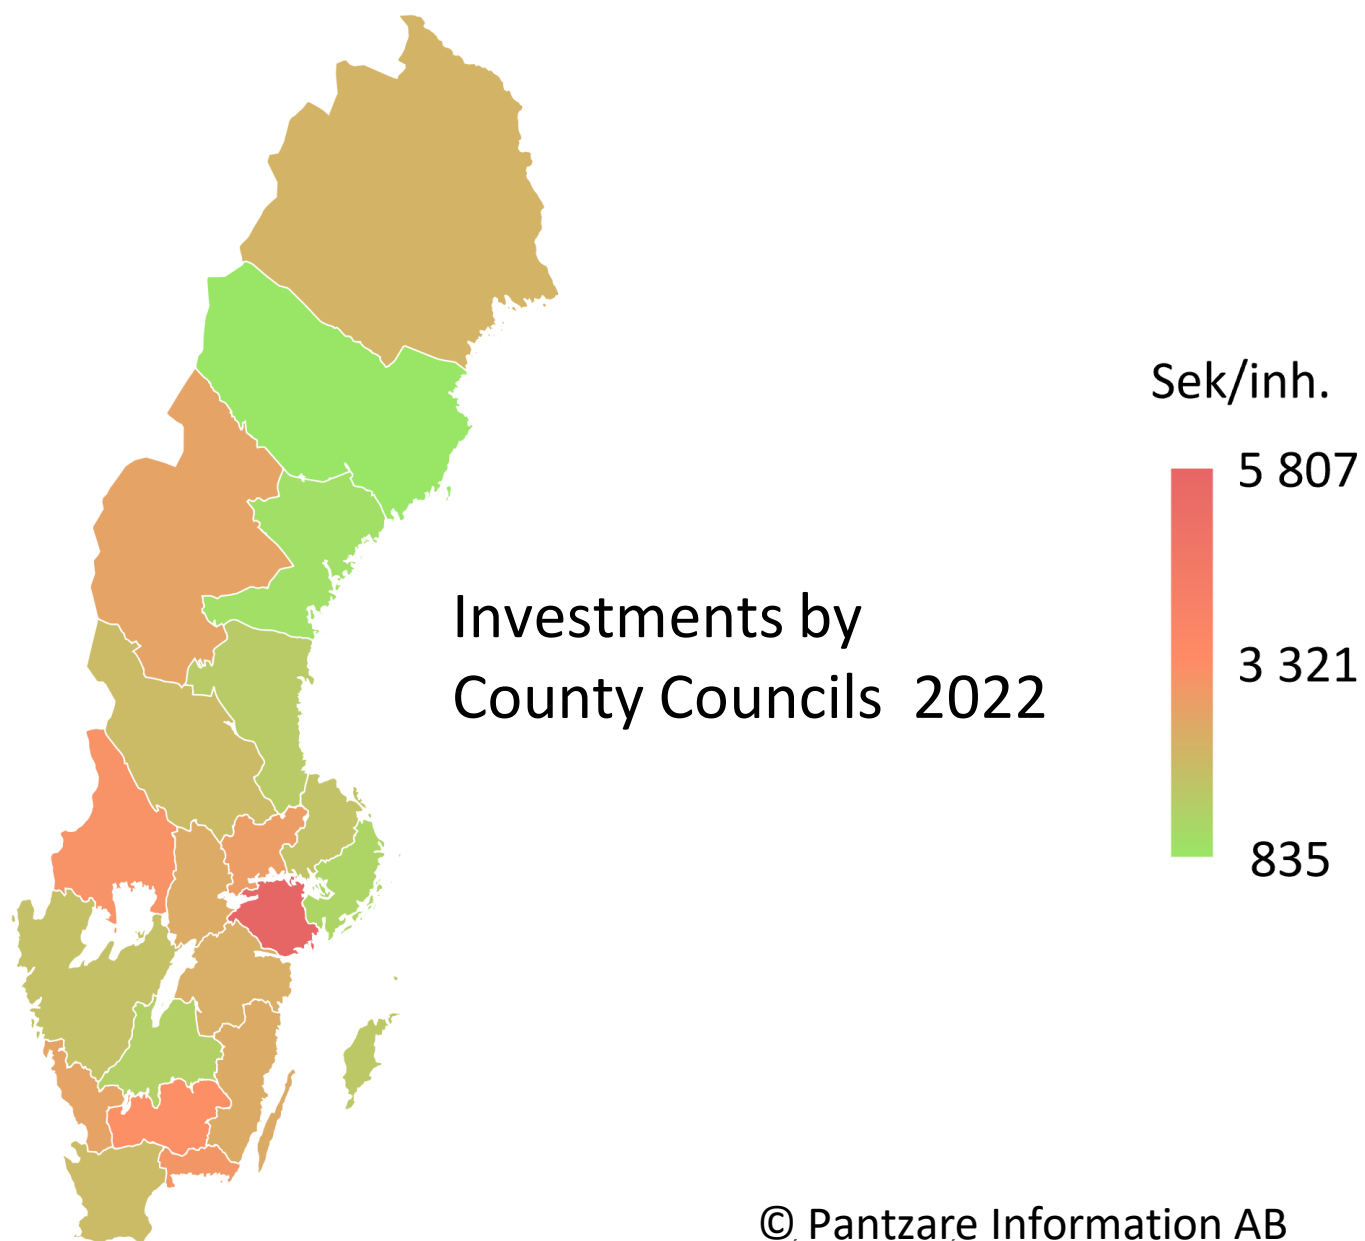 Sek/inh.
5 807
Investments by
3 321
County Councils 2022
835
© Pantzare Information AB